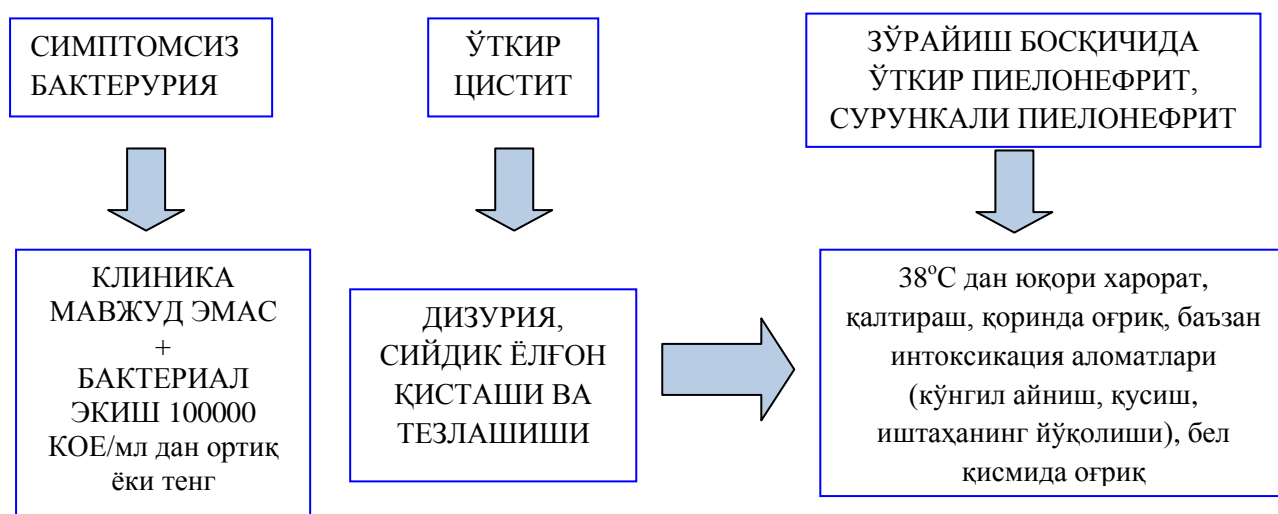 СИМПТОМСИЗ
БАКТЕРУРИЯ
ЎТКИР
ЦИСТИТ
ЗЎРАЙИШ БОСҚИЧИДА
ЎТКИР ПИЕЛОНЕФРИТ,
СУРУНКАЛИ ПИЕЛОНЕФРИТ
КЛИНИКА
МАВЖУД ЭМАС
+
БАКТЕРИАЛ
ЭКИШ 100000
КОЕ/мл дан ортиқ
ёки тенг
ДИЗУРИЯ,
СИЙДИК ЁЛҒОН
ҚИСТАШИ ВА
ТЕЗЛАШИШИ
38°С дан юқори харорат,
қалтираш, қоринда оғриқ, баъзан
интоксикация аломатлари
(кўнгил айниш, қусиш,
иштаҳанинг йўқолиши), бел
қисмида оғриқ